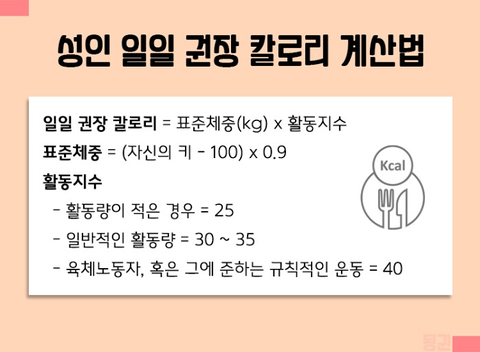 성인 일일 권장 칼로리 계산법
일일 권장 칼로리 = 표준체중(kg) x 활동지수
표준체중 = (자신의 키 - 100) x 0.9
활동지수
- 활동량이 적은 경우 = 25
- 일반적인 활동량 = 30 ~ 35
- 육체노동자, 혹은 그에 준하는 규칙적인 운동 = 40
Kcal